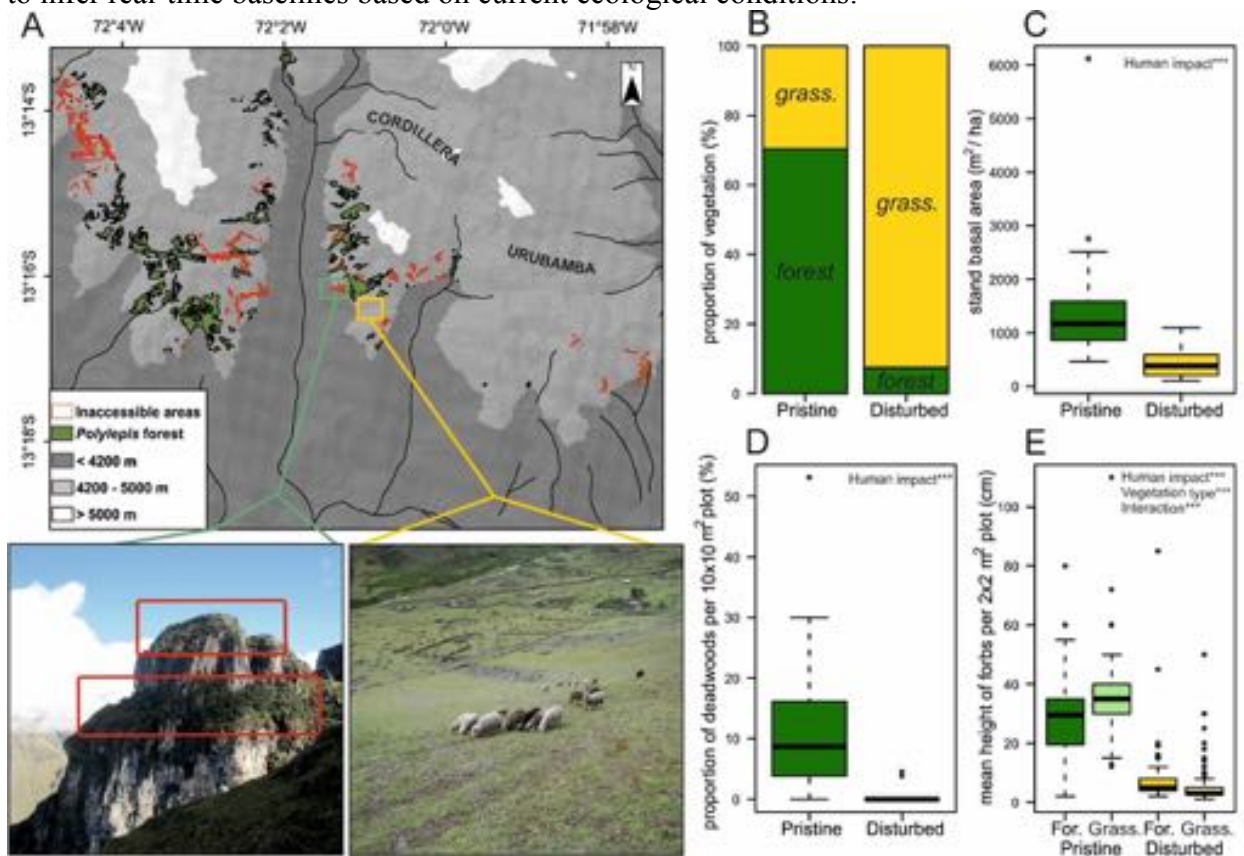 to infer real-time baselines based on current ecological conditions.
A
72°4'W
72°2'W
72°0'W
71°58'W
13°14'S
13°16'S
13°18'S
CORDILLERA
URUBAMBA
Inaccessible areas
Polylepis forest
< 4200 m
4200 - 5000 m
> 5000 m
B
proportion of vegetation (%)
100
80
60
40
20
0
grass.
forest
grass.
forest
Pristine
Disturbed
C
stand basal area (m²/ ha)
Human impact***
6000
5000
4000
3000
2000
1000
0
Pristine
Disturbed
D
proportion of deadwoods per 10x10 m² plot (%)
Human impact***
50
40
30
20
10
0
Pristine
Disturbed
E
mean height of forbs per 2x2 m² plot (cm)
Human impact***
Vegetation type***
Interaction***
100
80
60
40
20
0
For. Grass. For. Grass.
Pristine Disturbed